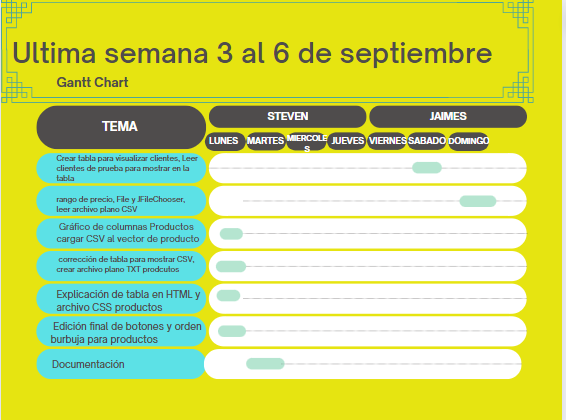 Ultima semana 3 al 6 de septiembre
Gantt Chart
TEMA
STEVEN
JAIMES
LUNES
MARTES
MIERCOLE
S
JUEVES
VIERNES
SABADO
DOMINGO
Crear tabla para visualizar clientes, Leer
clientes de prueba para mostrar en la
tabla
rango de precio, File y JFileChooser,
leer archivo plano CSV
Gráfico de columnas Productos
cargar CSV al vector de producto
corrección de tabla para mostrar CSV,
crear archivo plano TXT prodcutos
Explicación de tabla en HTML y
archivo CSS productos
Edición final de botones y orden
burbuja para productos
Documentación